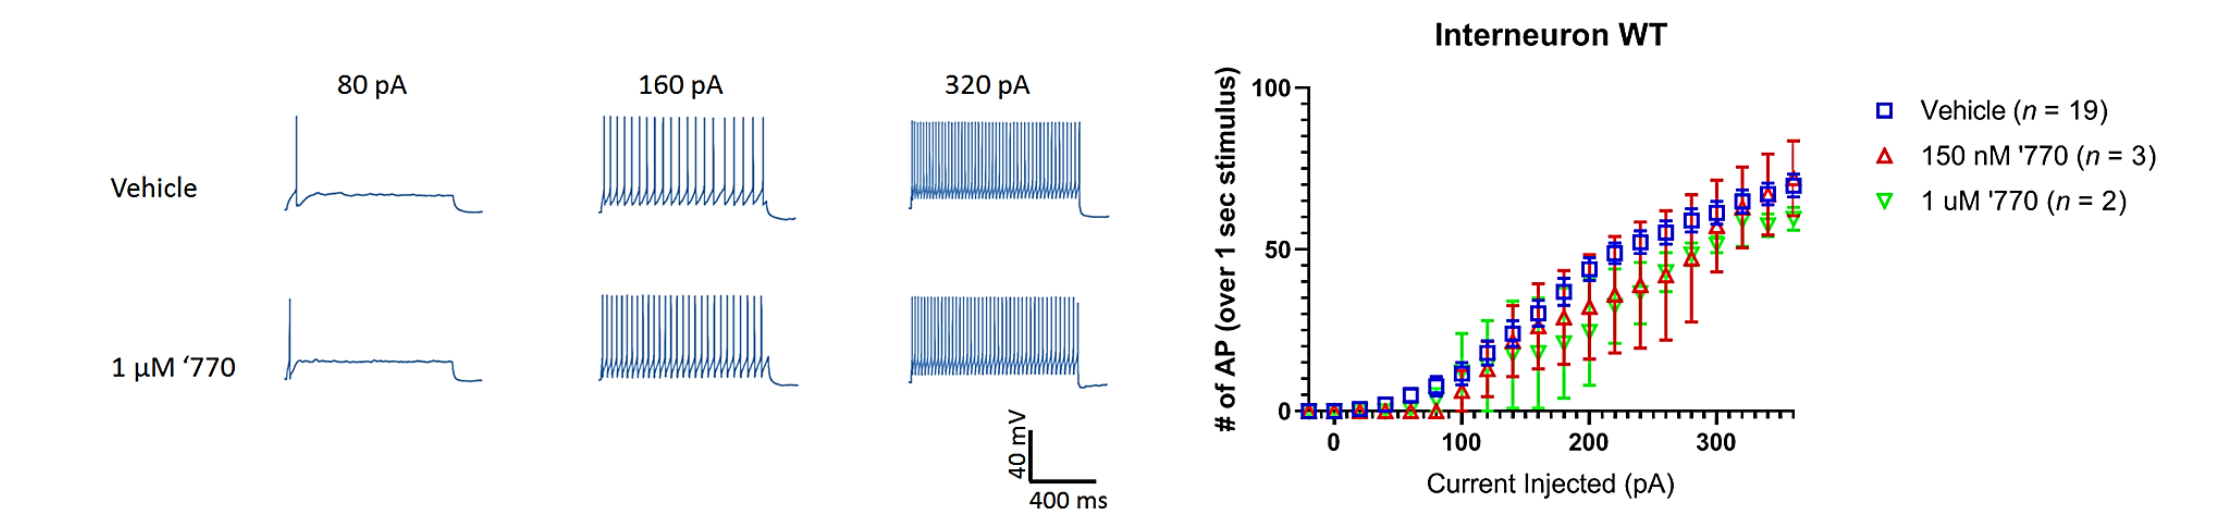 80 pA
160 pA
320 pA
Vehicle
1 µM ‘770
40 mV
400 ms
Interneuron WT
# of AP (over 1 sec stimulus)
100
50
0
0
100
200
300
Current Injected (pA)
Vehicle (n = 19)
150 nM '770 (n = 3)
1 uM '770 (n = 2)